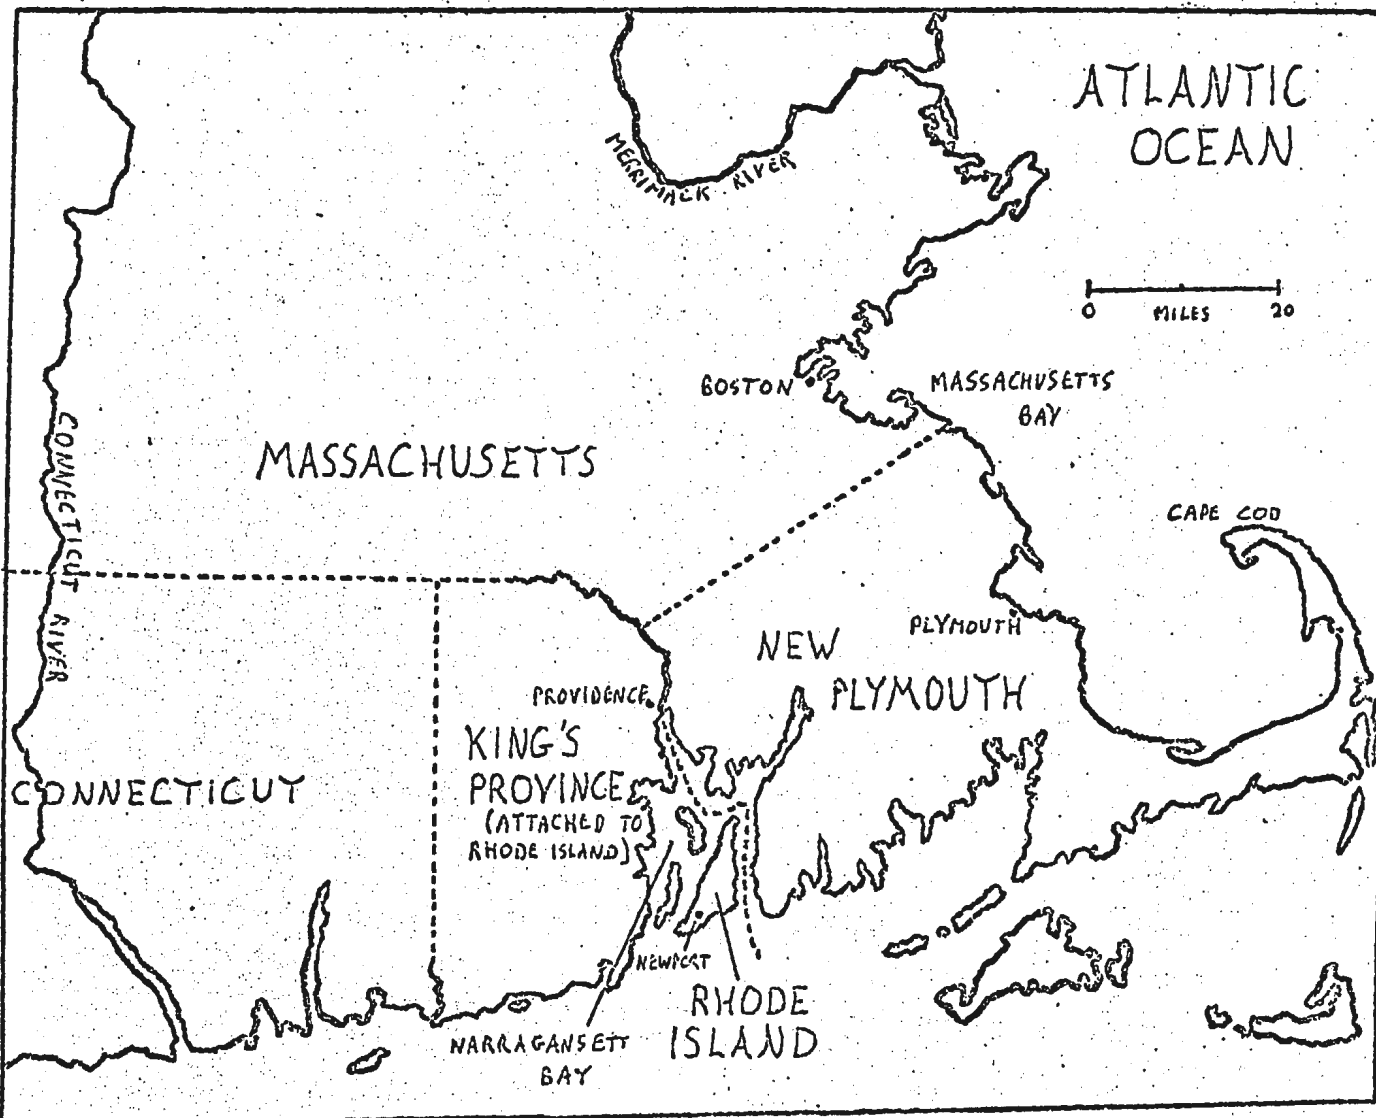 ATLANTIC
OCEAN
MERRIMACK RIVER
0 MILES 20
BOSTON
MASSACHUSETTS
BAY
MASSACHUSETTS
CONNECTICUT RIVER
CAPE COD
PLYMOUTH
NEW
PLYMOUTH
PROVIDENCE
KING'S
PROVINCE
(ATTACHED TO
RHODE ISLAND)
CONNECTICUT
NEWPORT
RHODE
ISLAND
NARRAGANSETT
BAY